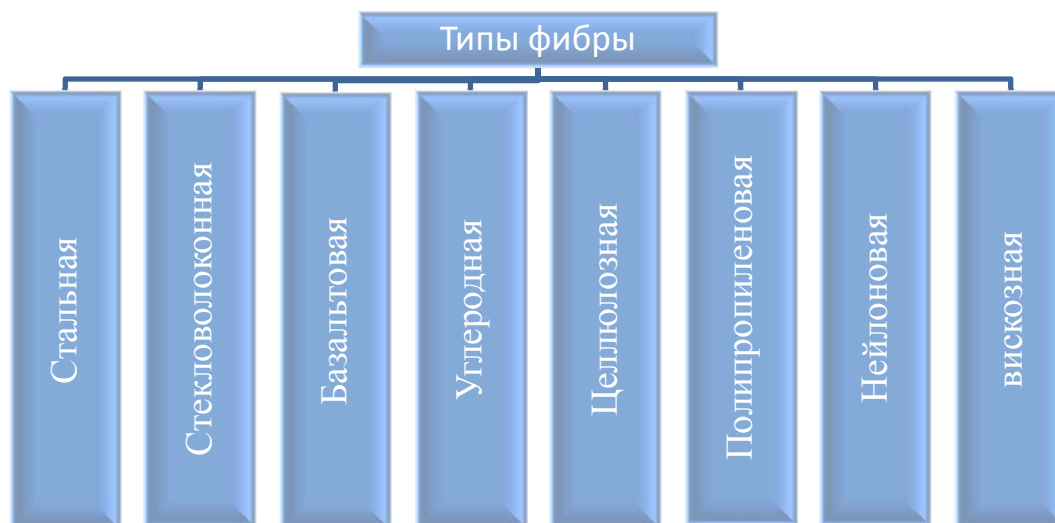 Типы фибры
Стальная
Стекловолоконная
Базальтовая
Углеродная
Целлюлозная
Полипропиленовая
Нейлоновая
вискозная